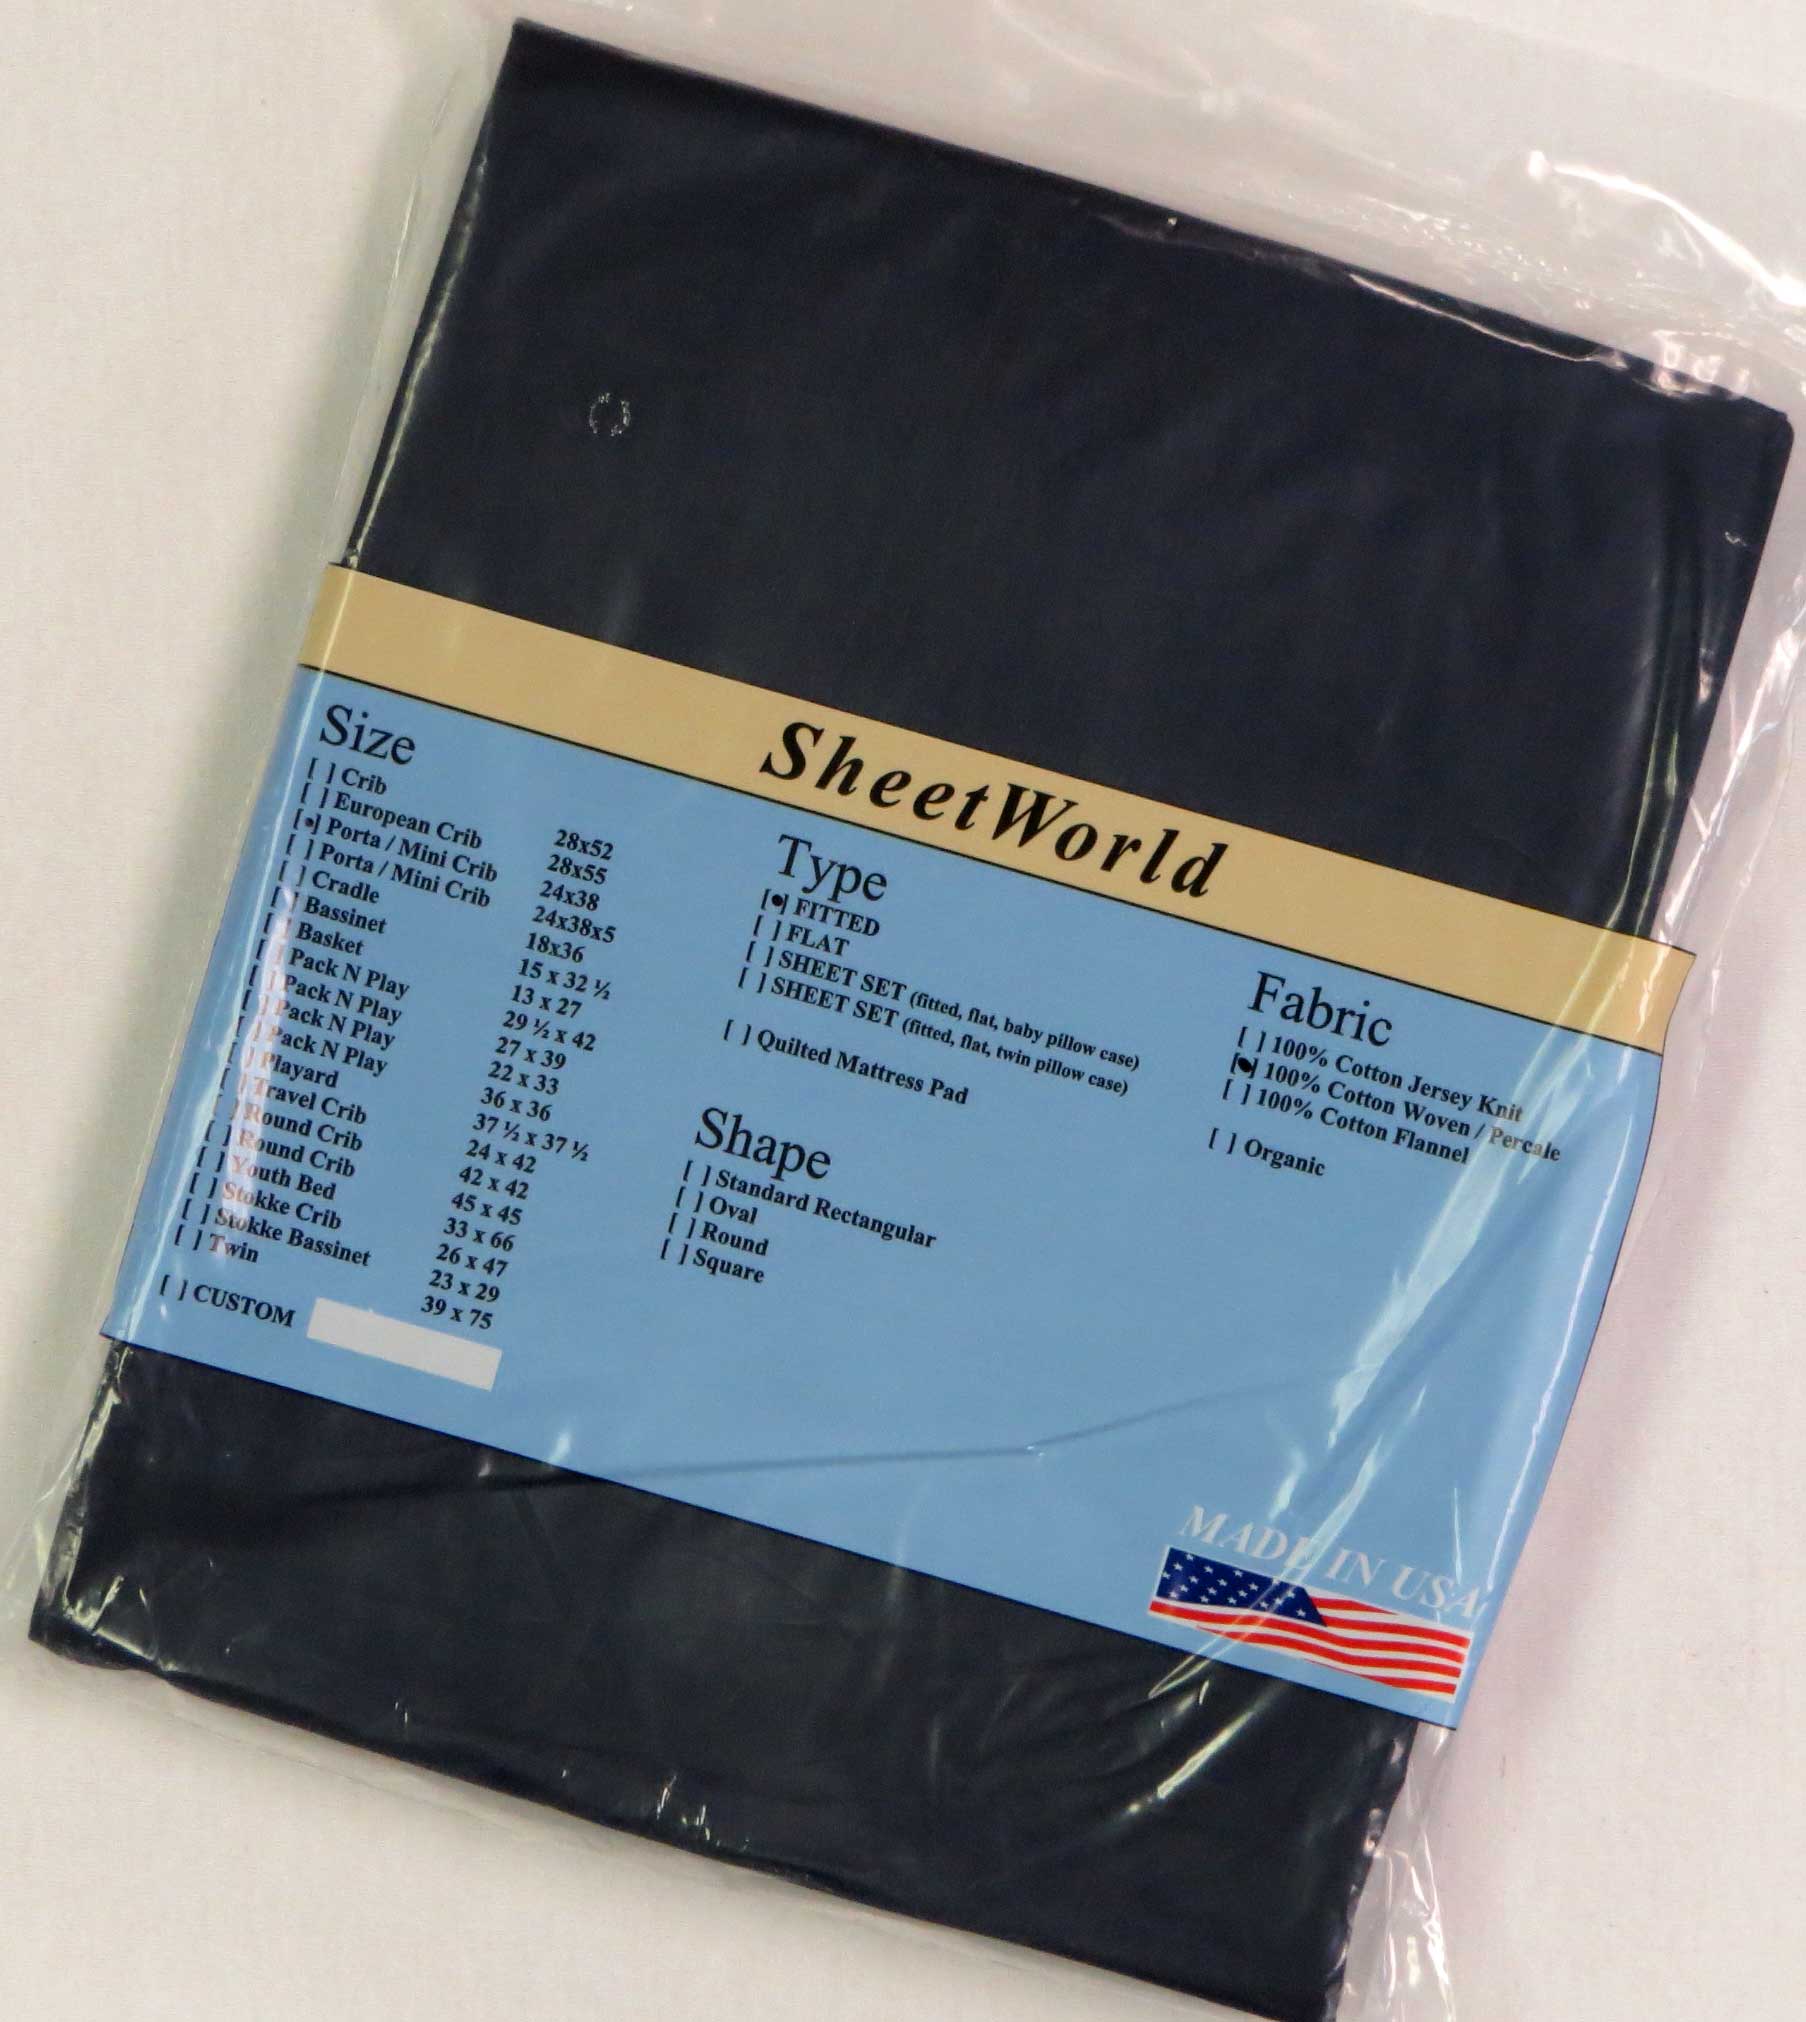 SheetWorld
Size
[ ] Crib 28x52
[ ] European Crib 28x55
[•] Porta / Mini Crib 24x38
[ ] Porta / Mini Crib 24x38x5
[ ] Cradle 18x36
[ ] Bassinet 15 x 32 ½
[ ] Basket 13 x 27
[ ] Pack N Play 29 ½ x 42
[ ] Pack N Play 27 x 39
[ ] Pack N Play 22 x 33
[ ] Pack N Play 36 x 36
[ ] Playard 37 ½ x 37 ½
[ ] Travel Crib 24 x 42
[ ] Round Crib 42 x 42
[ ] Round Crib 45 x 45
[ ] Youth Bed 33 x 66
[ ] Stokke Crib 26 x 47
[ ] Stokke Bassinet 23 x 29
[ ] Twin 39 x 75
[ ] CUSTOM
Type
[•] FITTED
[ ] FLAT
[ ] SHEET SET (fitted, flat, baby pillow case)
[ ] SHEET SET (fitted, flat, twin pillow case)
[ ] Quilted Mattress Pad
Shape
[ ] Standard Rectangular
[ ] Oval
[ ] Round
[ ] Square
Fabric
[ ] 100% Cotton Jersey Knit
[•] 100% Cotton Woven / Percale
[ ] 100% Cotton Flannel
[ ] Organic
MADE IN USA